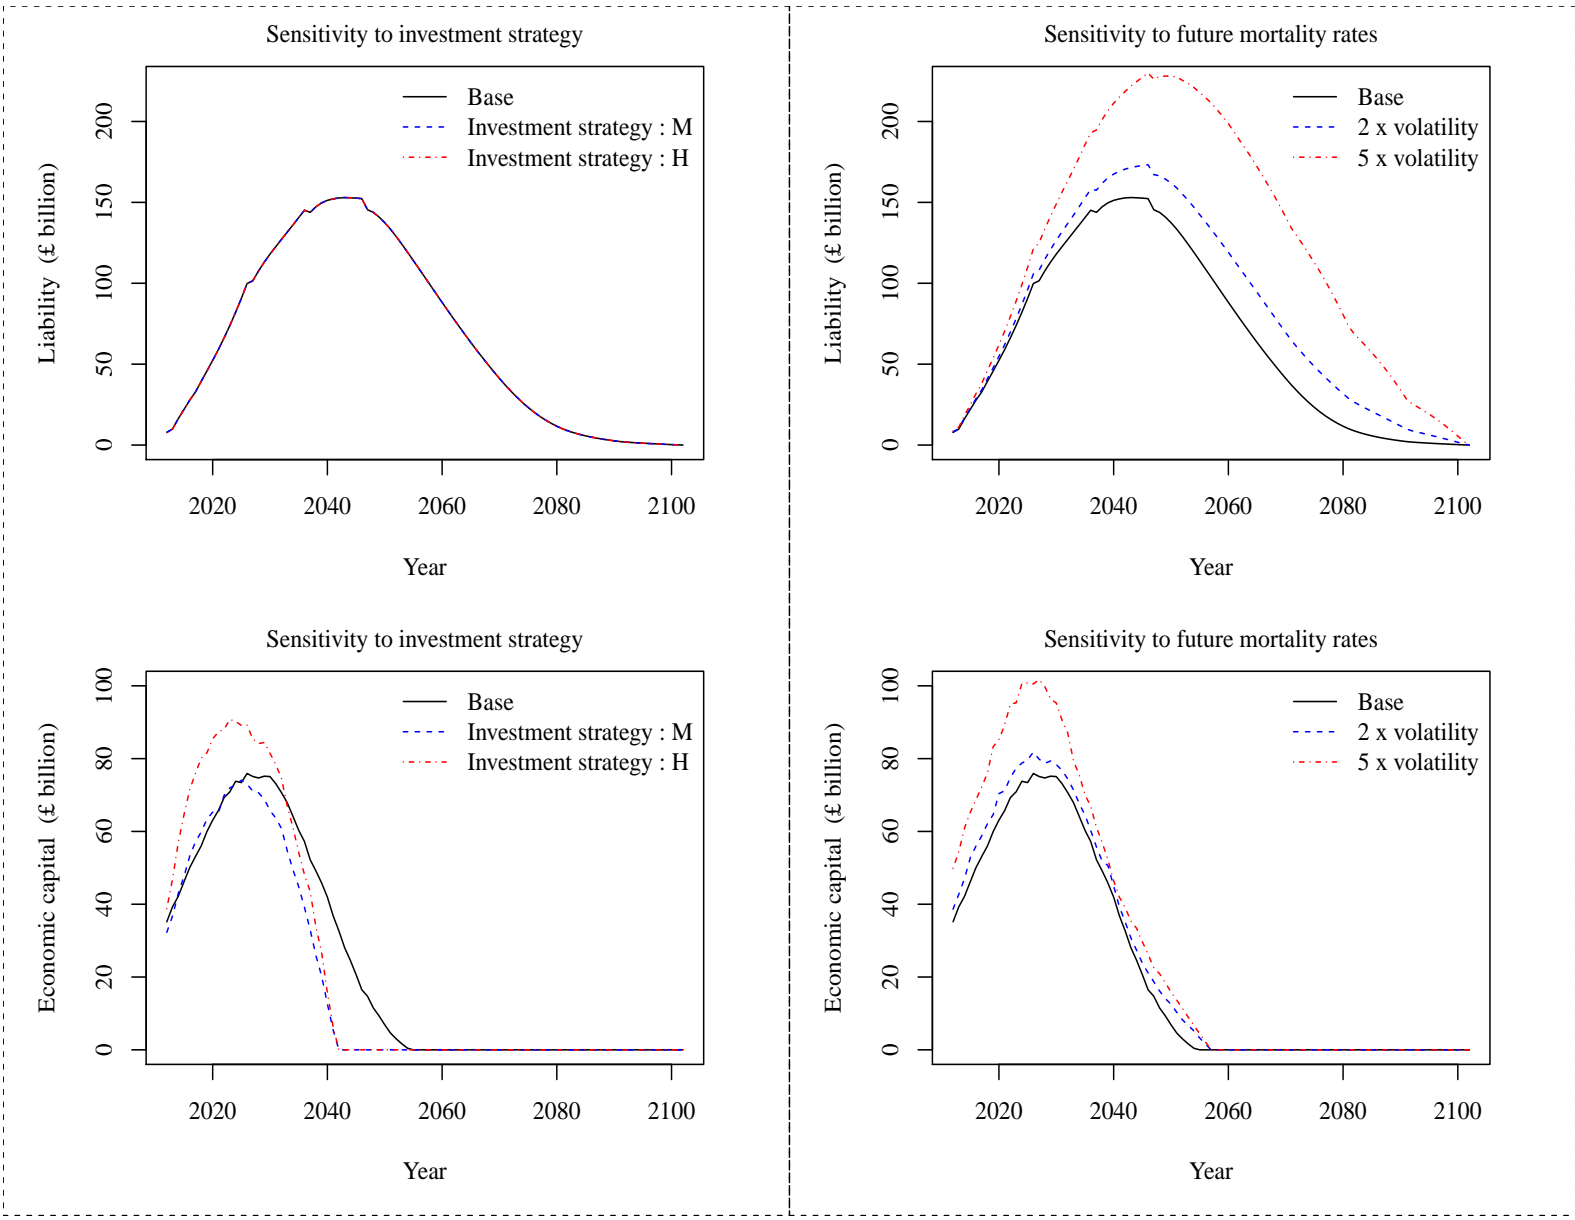 Sensitivity to investment strategy
Liability (£ billion)
200
150
100
50
0
Base
Investment strategy : M
Investment strategy : H
2020 2040 2060 2080 2100
Year
Sensitivity to future mortality rates
Liability (£ billion)
200
150
100
50
0
Base
2 x volatility
5 x volatility
2020 2040 2060 2080 2100
Year
Sensitivity to investment strategy
Economic capital (£ billion)
100
80
60
40
20
0
Base
Investment strategy : M
Investment strategy : H
2020 2040 2060 2080 2100
Year
Sensitivity to future mortality rates
Economic capital (£ billion)
100
80
60
40
20
0
Base
2 x volatility
5 x volatility
2020 2040 2060 2080 2100
Year